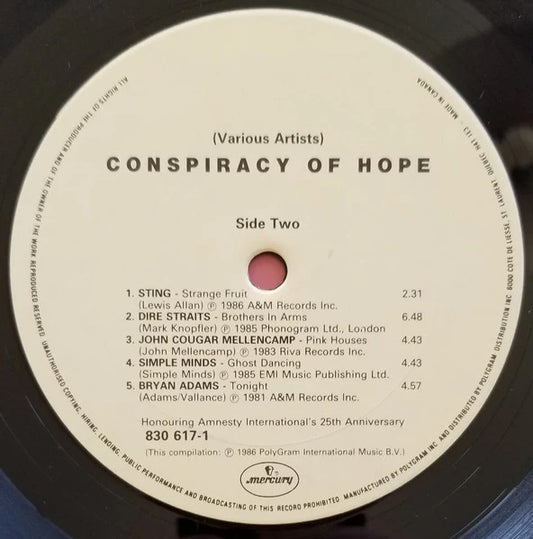 (Various Artists)
CONSPIRACY OF HOPE
Side Two
1. STING - Strange Fruit 2.31
(Lewis Allan) ℗ 1986 A&M Records Inc.
2. DIRE STRAITS - Brothers In Arms 6.48
(Mark Knopfler) ℗ 1985 Phonogram Ltd., London
3. JOHN COUGAR MELLENCAMP - Pink Houses 4.43
(John Mellencamp) ℗ 1983 Riva Records Inc.
4. SIMPLE MINDS - Ghost Dancing 4.43
(Simple Minds) ℗ 1985 EMI Music Publishing Ltd.
5. BRYAN ADAMS - Tonight 4.57
(Adams/Vallance) ℗ 1981 A&M Records Inc.
Honouring Amnesty International's 25th Anniversary
830 617-1
(This compilation: ℗ 1986 PolyGram International Music B.V.)
mercury
ALL RIGHTS OF THE PRODUCER AND OF THE OWNER OF THE WORK REPRODUCED RESERVED. UNAUTHORISED COPYING, HIRING, LENDING, PUBLIC PERFORMANCE AND BROADCASTING OF THIS RECORD PROHIBITED. MANUFACTURED BY POLYGRAM INC. AND DISTRIBUTED BY POLYGRAM DISTRIBUTION INC. 6000 COTE DE LIESSE, ST. LAURENT, QUEBEC H4T 1E3 - MADE IN CANADA